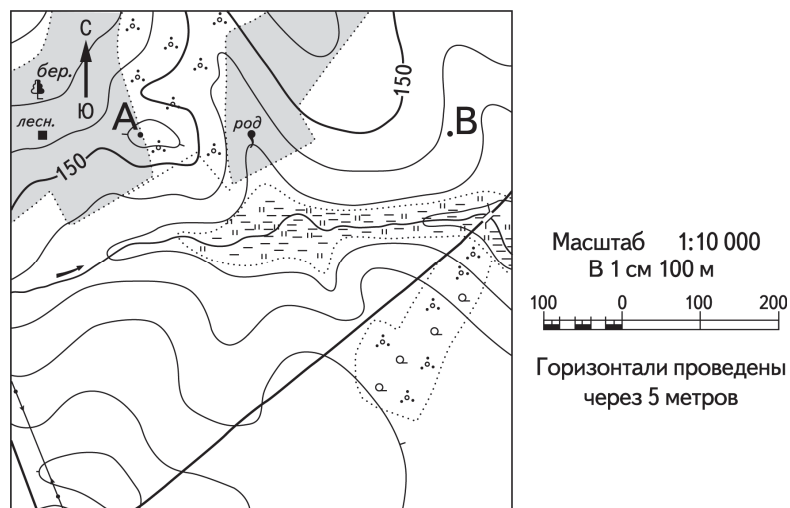 С
бер.
Ю
лесн.
А
род
150
.В
150
Масштаб 1:10 000
В 1 см 100 м
100 0 100 200
Горизонтали проведены
через 5 метров